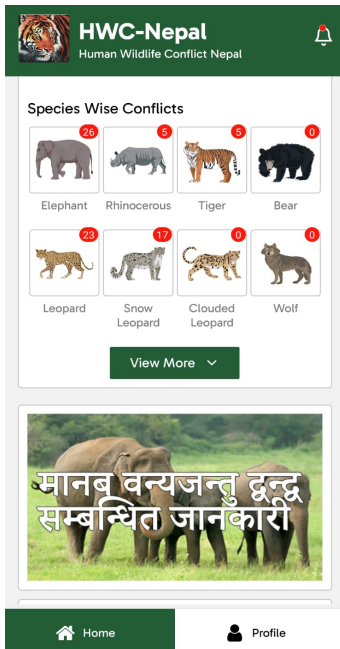 HWC-Nepal
Human Wildlife Conflict Nepal
Species Wise Conflicts
26 5 5 0
Elephant Rhinocerous Tiger Bear
23 17 0 0
Leopard Snow Leopard Clouded Leopard Wolf
View More
मानब वन्यजन्तु द्वन्द्व
सम्बन्धित जानकारी
Home Profile